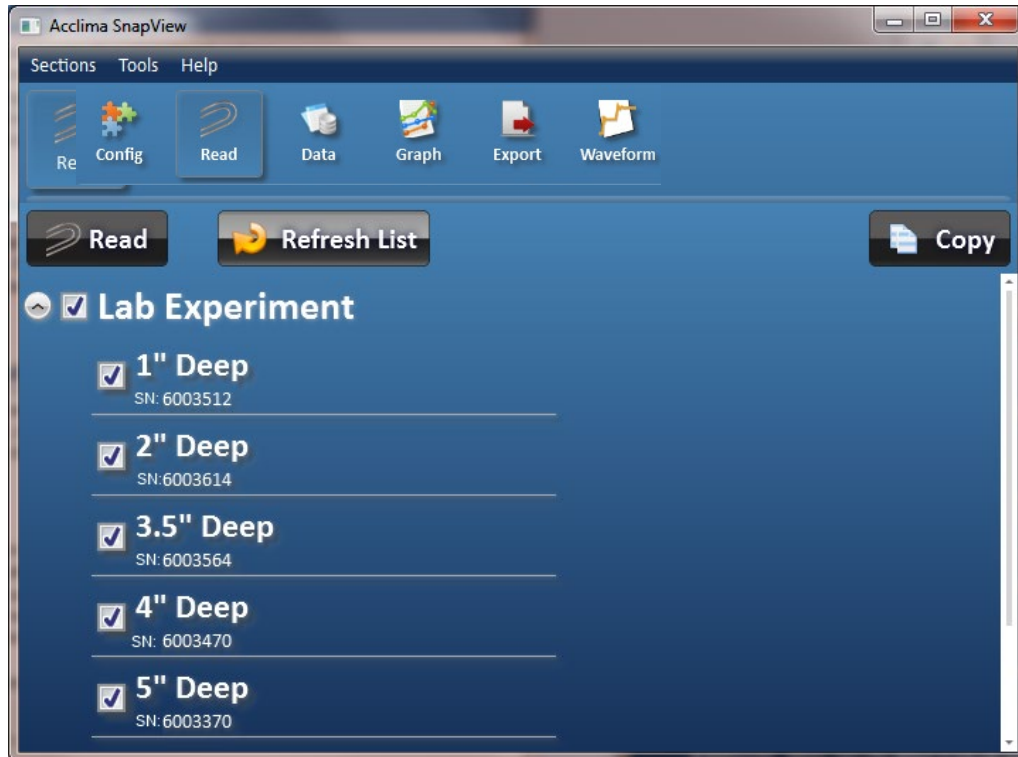 Acclima SnapView
Sections Tools Help
Re Config Read Data Graph Export Waveform
Read Refresh List Copy
Lab Experiment
1" Deep
SN: 6003512
2" Deep
SN:6003614
3.5" Deep
SN:6003564
4" Deep
SN: 6003470
5" Deep
SN:6003370